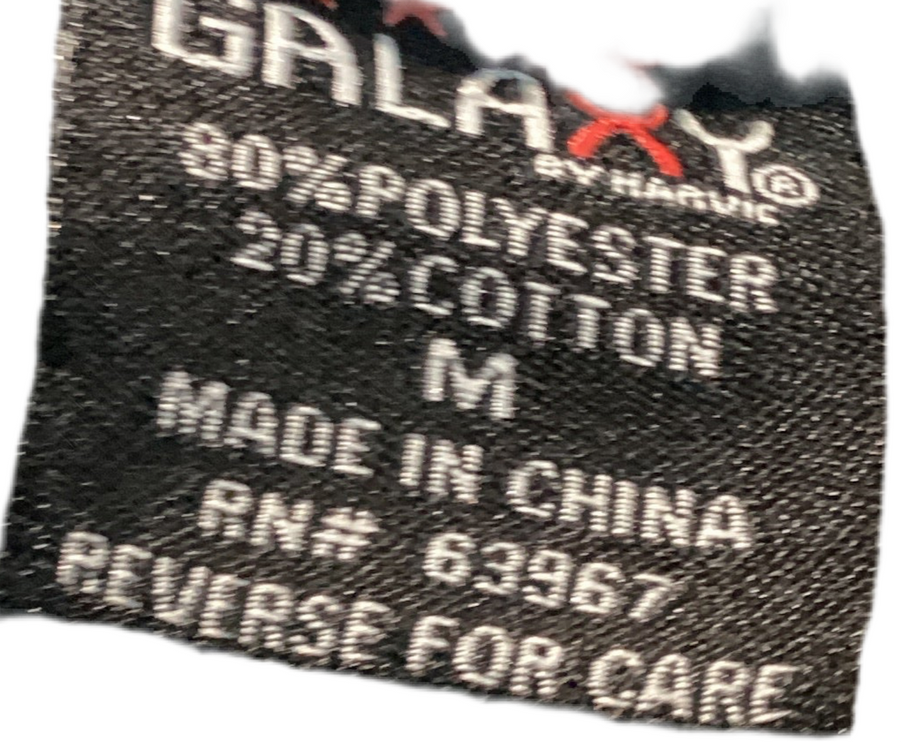 GALAXY®
BY HARVIC
80%POLYESTER
20%COTTON
M
MADE IN CHINA
RN# 63967
REVERSE FOR CARE